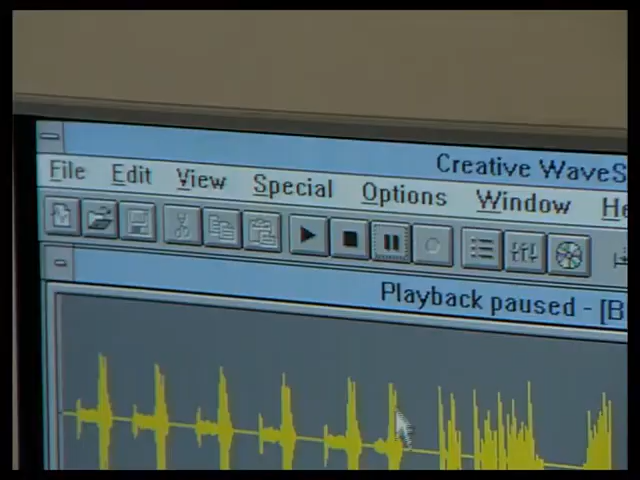 Creative WaveS
File Edit View Special Options Window He
Playback paused - [B